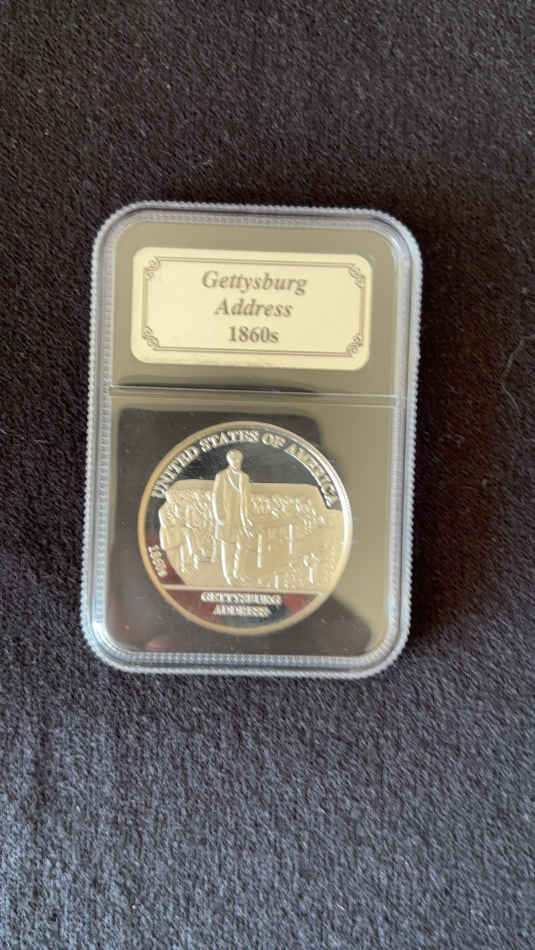 Gettysburg
Address
1860s
UNITED STATES OF AMERICA
1860s
GETTYSBURG
ADDRESS